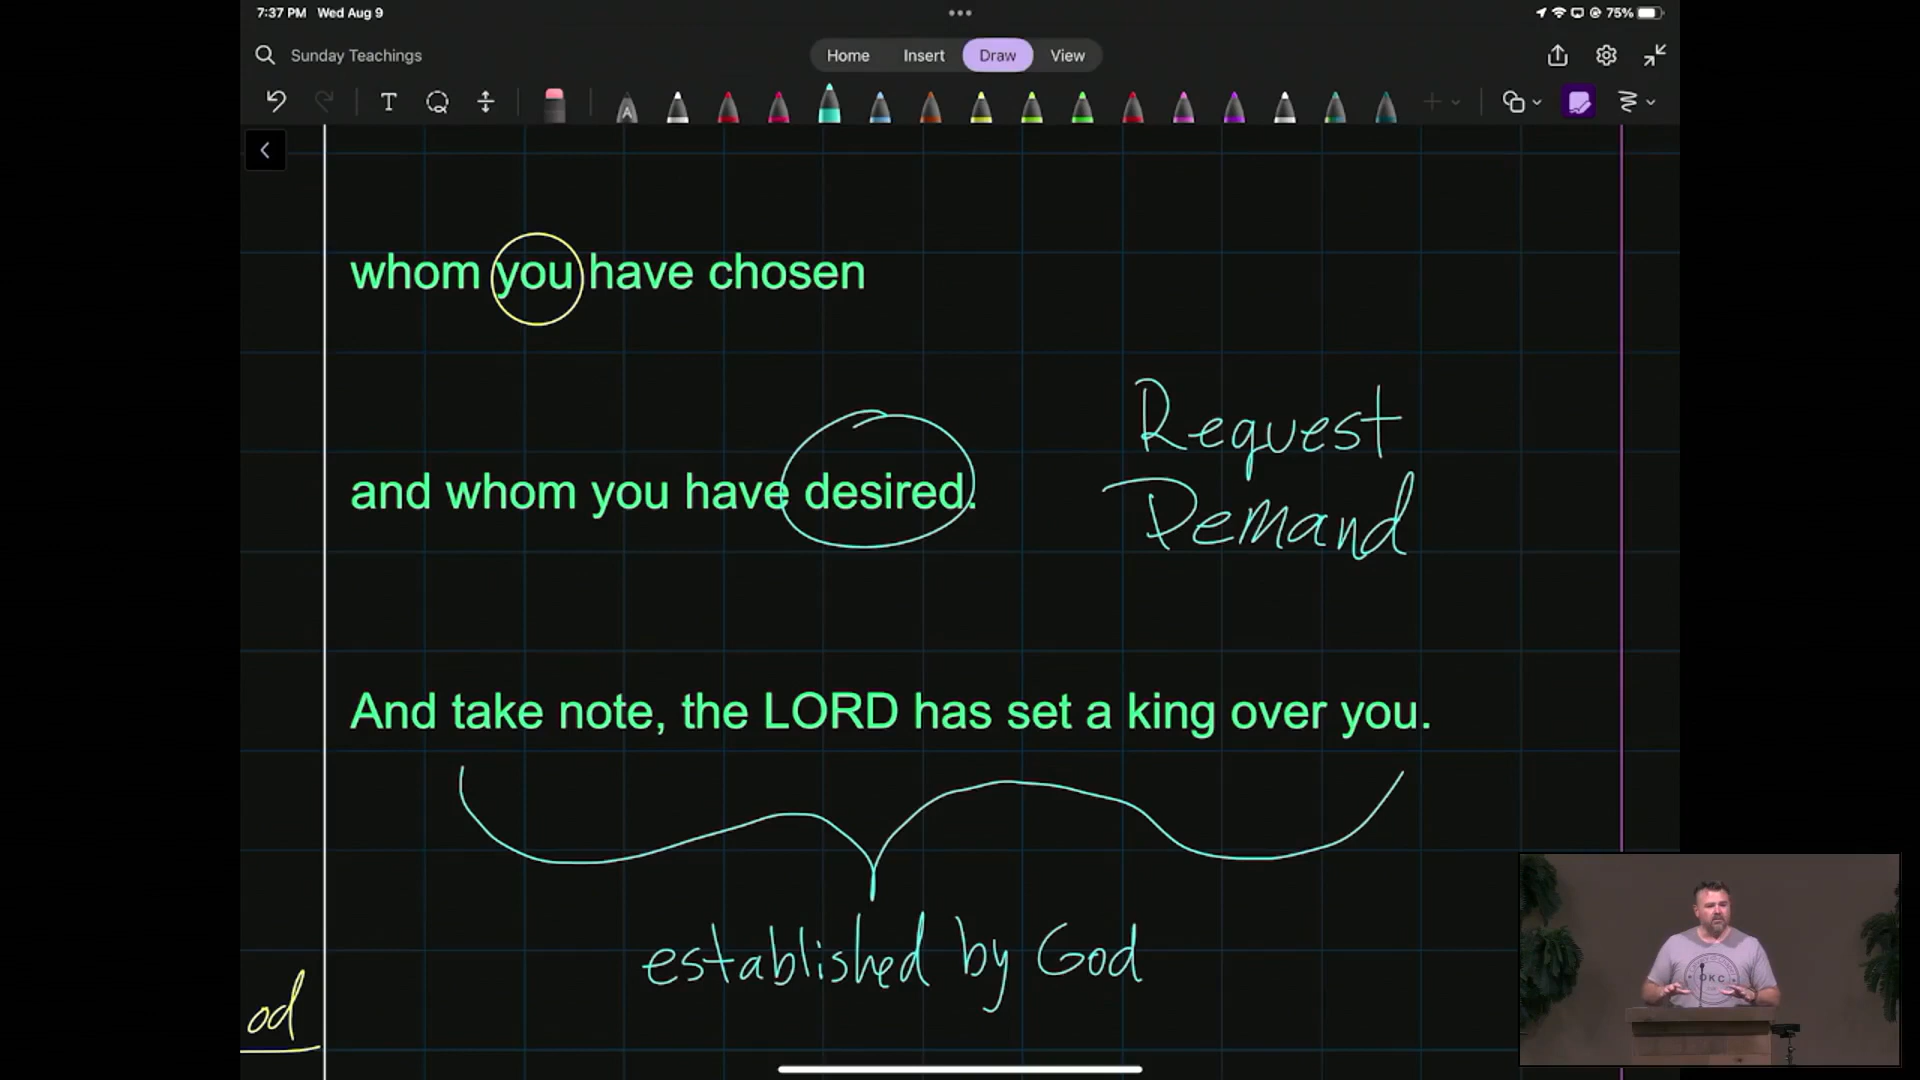 7:37 PM Wed Aug 9
75%
Sunday Teachings
Home Insert Draw View
T
A
whom you have chosen
Request
and whom you have desired.
Demand
And take note, the LORD has set a king over you.
established by God
od
OKC